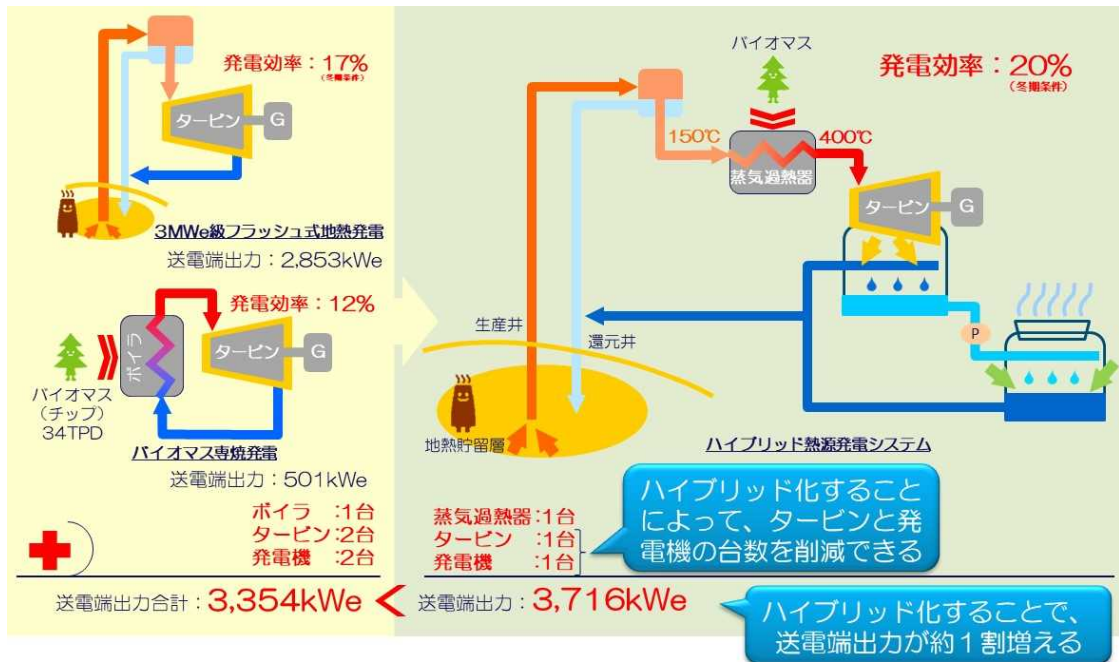 発電効率：17%
(冬期条件)
タービン
G
3MWe級フラッシュ式地熱発電
送電端出力：2,853kWe
発電効率：12%
ボイラ
タービン
G
バイオマス
（チップ）
34TPD
バイオマス専焼発電
送電端出力：501kWe
ボイラ　：1台
タービン：2台
発電機　：2台
送電端出力合計：3,354kWe
<
バイオマス
発電効率：20%
(冬期条件)
150℃
400℃
蒸気過熱器
タービン
G
P
生産井
還元井
地熱貯留層
ハイブリッド熱源発電システム
蒸気過熱器：1台
タービン　：1台
発電機　　：1台
ハイブリッド化すること
によって、タービンと発
電機の台数を削減できる
送電端出力：3,716kWe
ハイブリッド化することで、
送電端出力が約１割増える